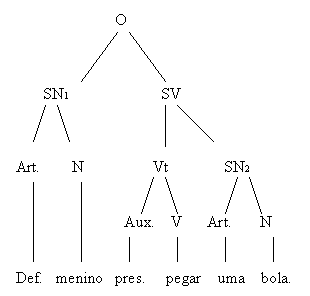 O
SN₁ SV
Art. N Vt SN₂
Aux. V Art. N
Def. menino pres. pegar uma bola.